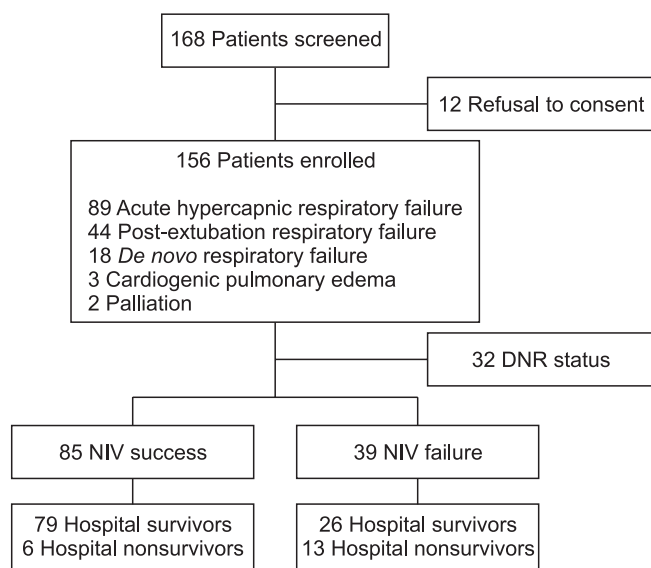 168 Patients screened
12 Refusal to consent
156 Patients enrolled
89 Acute hypercapnic respiratory failure
44 Post-extubation respiratory failure
18 De novo respiratory failure
3 Cardiogenic pulmonary edema
2 Palliation
32 DNR status
85 NIV success
39 NIV failure
79 Hospital survivors
6 Hospital nonsurvivors
26 Hospital survivors
13 Hospital nonsurvivors